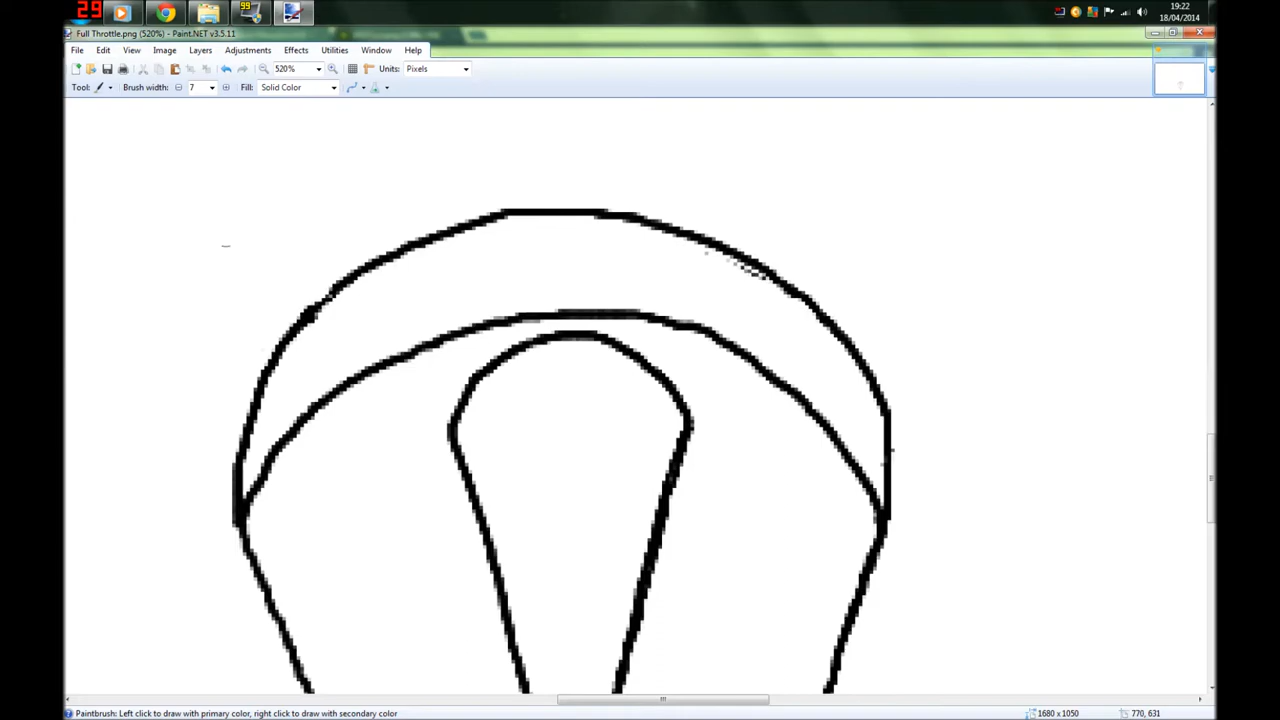 29
99
19:22
18/04/2014
Full Throttle.png (520%) - Paint.NET v3.5.11
File Edit View Image Layers Adjustments Effects Utilities Window Help
520% Units: Pixels
Tool: Brush width: 7 Fill: Solid Color
Paintbrush: Left click to draw with primary color, right click to draw with secondary color
1680 x 1050
770, 631